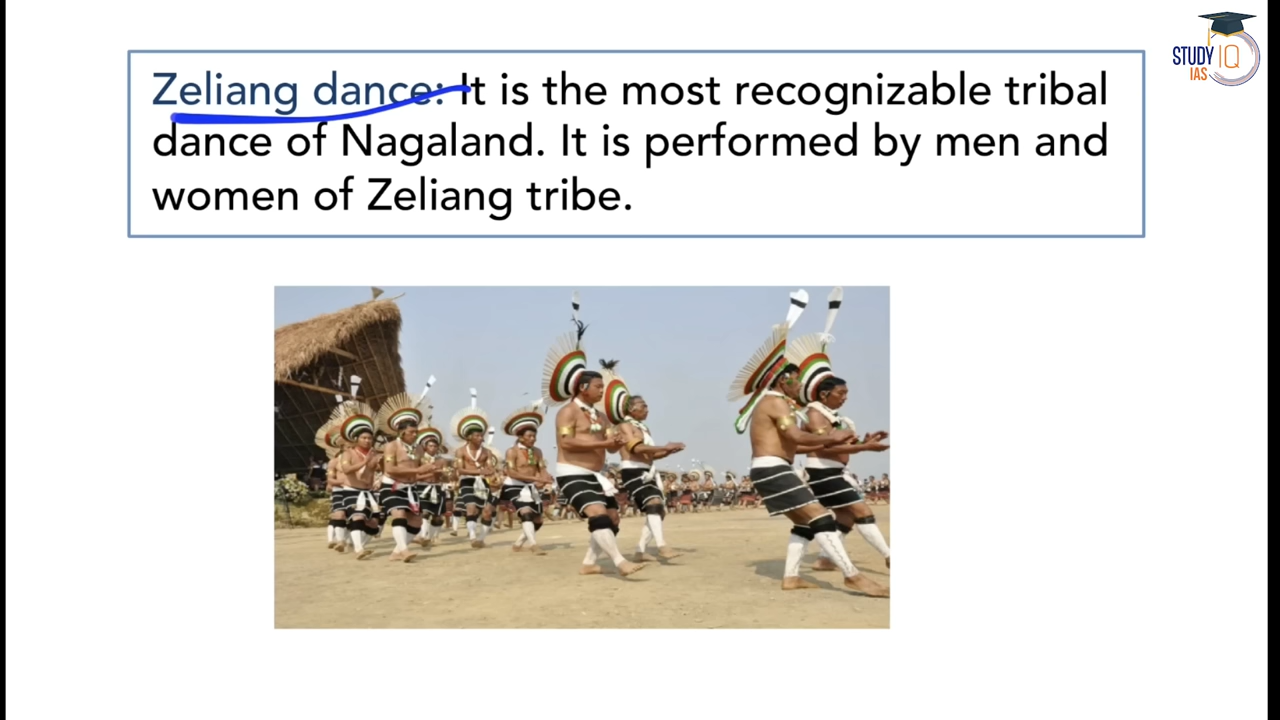 STUDY IQ
IAS
Zeliang dance: It is the most recognizable tribal
dance of Nagaland. It is performed by men and
women of Zeliang tribe.